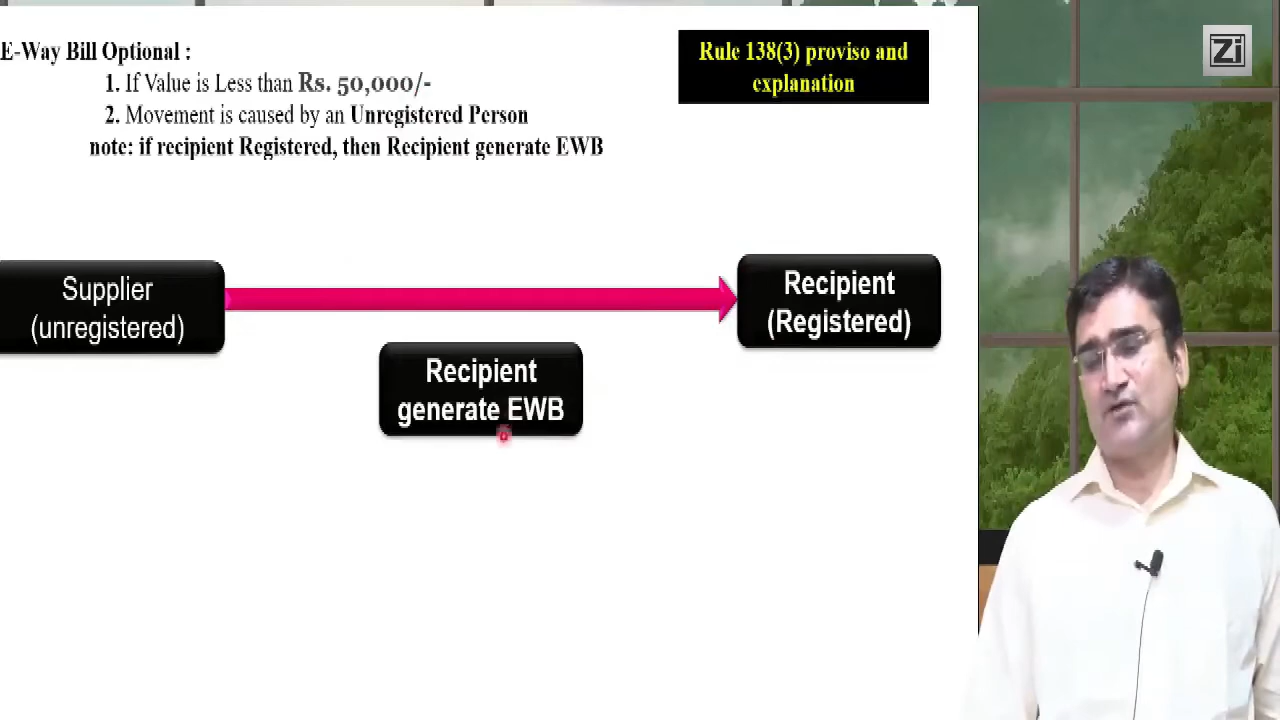 E-Way Bill Optional :
1. If Value is Less than Rs. 50,000/-
2. Movement is caused by an Unregistered Person
note: if recipient Registered, then Recipient generate EWB
Rule 138(3) proviso and
explanation
Zi
Supplier
(unregistered)
Recipient
(Registered)
Recipient
generate EWB